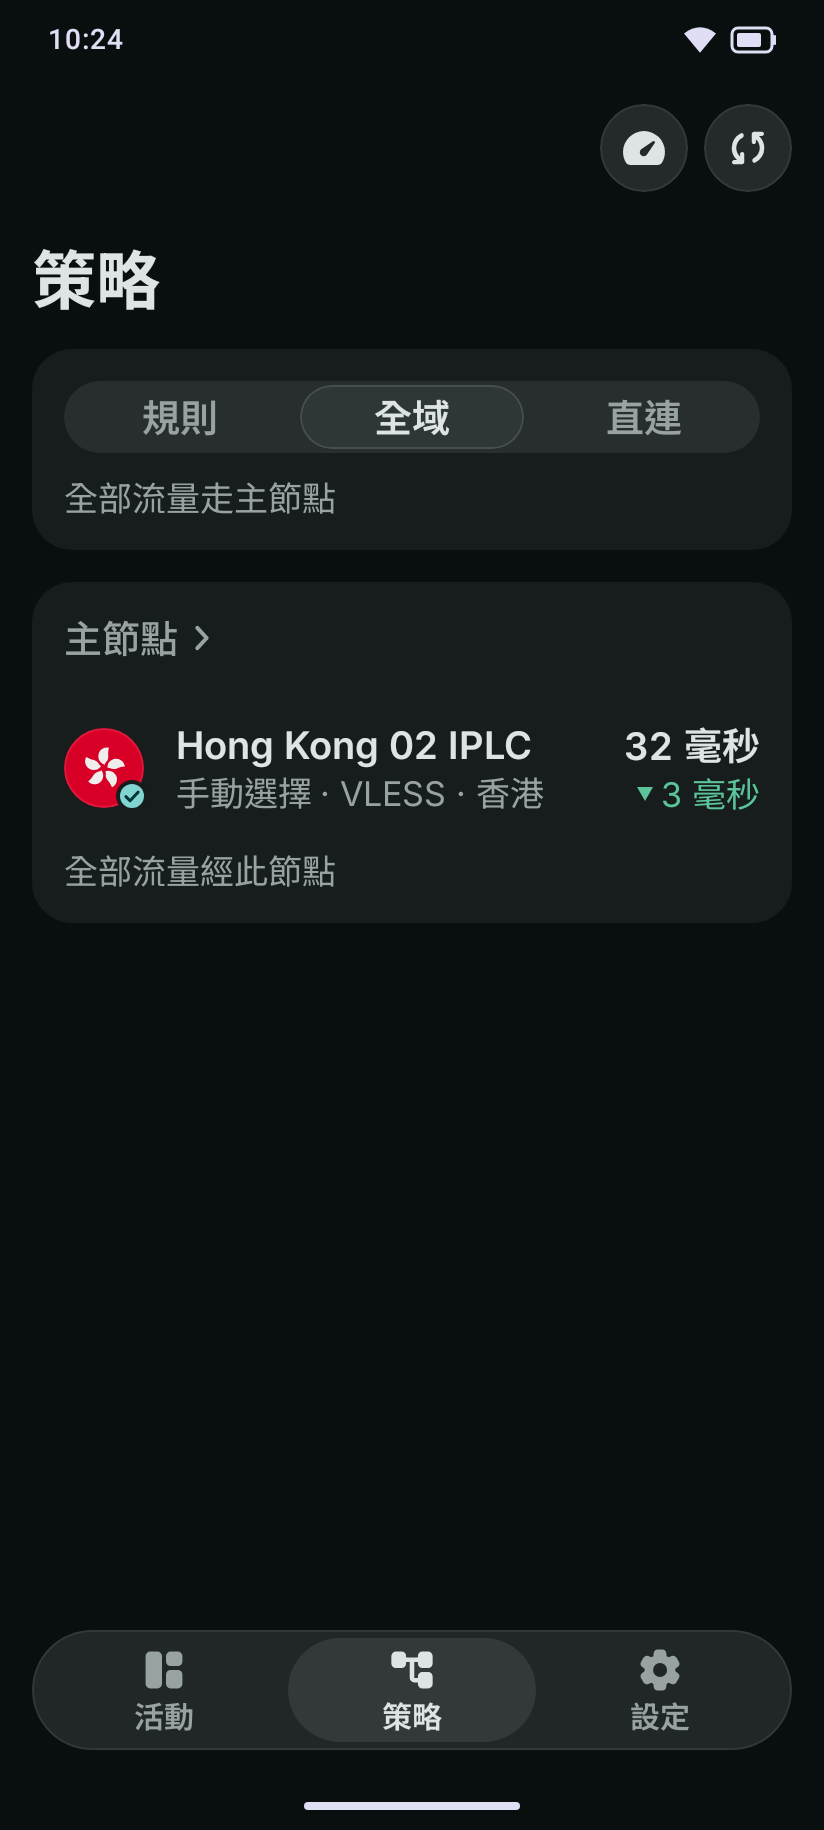 10:24
策略
規則
全域
直連
全部流量走主節點
主節點
Hong Kong 02 IPLC
32 毫秒
手動選擇 · VLESS · 香港
▼3 毫秒
全部流量經此節點
活動
策略
設定